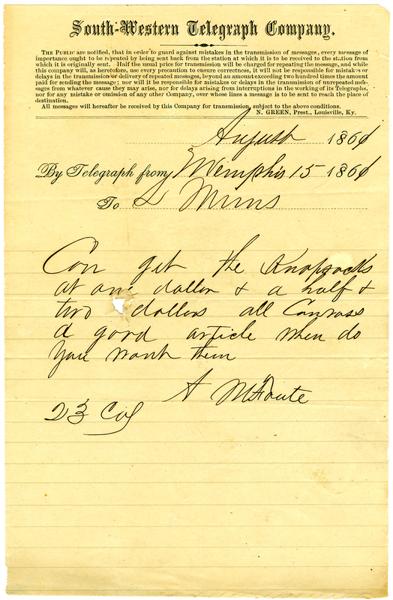 South-Western Telegraph Company.
THE PUBLIC are notified, that in order to guard against mistakes in the transmission of messages, every message of
importance ought to be repeated by being sent back from the station at which it is to be received to the station from
which it is originally sent. Half the usual price for transmission will be charged for repeating the message, and while
this company will, as heretofore, use every precaution to ensure correctness, it will not be responsible for mistakes or
delays in the transmission or delivery of repeated messages, beyond an amount exceeding two hundred times the amount
paid for sending the message; nor will it be responsible for mistakes or delays in the transmission of unrepeated mes-
sages from whatever cause they may arise, nor for delays arising from interruptions in the working of its Telegraphs,
nor for any mistake or omission of any other Company, over whose lines a message is to be sent to reach the place of
destination.
All messages will hereafter be received by this Company for transmission, subject to the above conditions.
N. GREEN, Prest., Louisville, Ky.
August 1861
By Telegraph from Memphis 15 1861
To L Mims
Can get the Knapsacks
at one dollar & a half &
two dollars all Canvass
a good article when do
you want them
A M Foute
23 Col